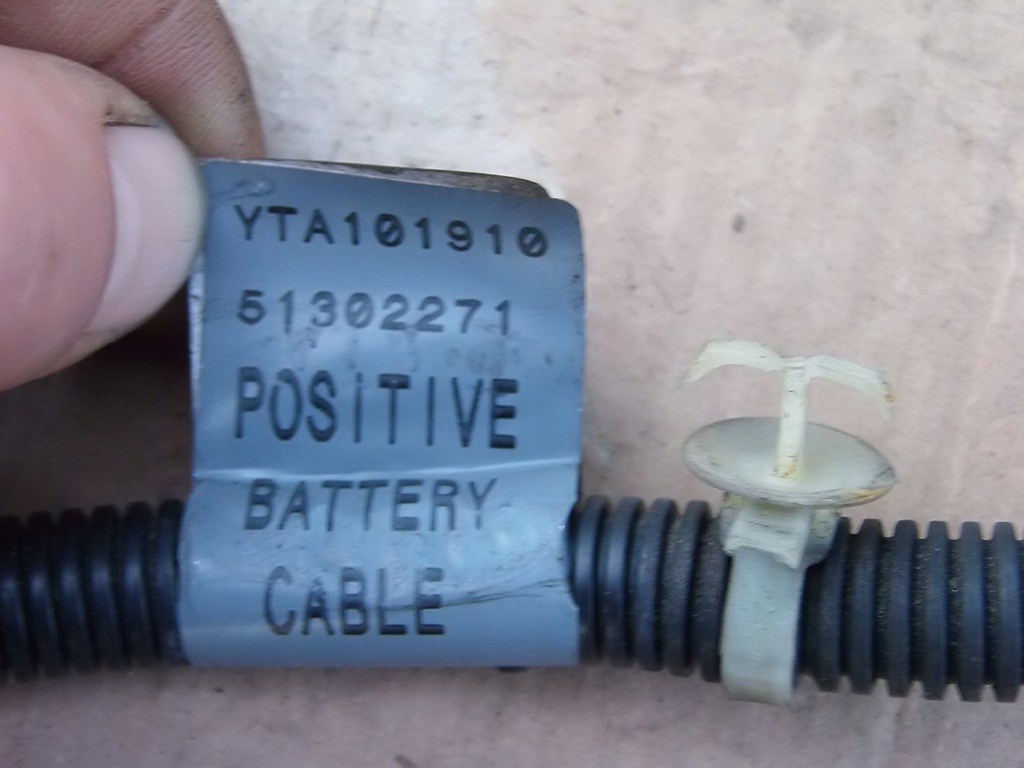 YTA101910
51302271
POSITIVE
BATTERY
CABLE